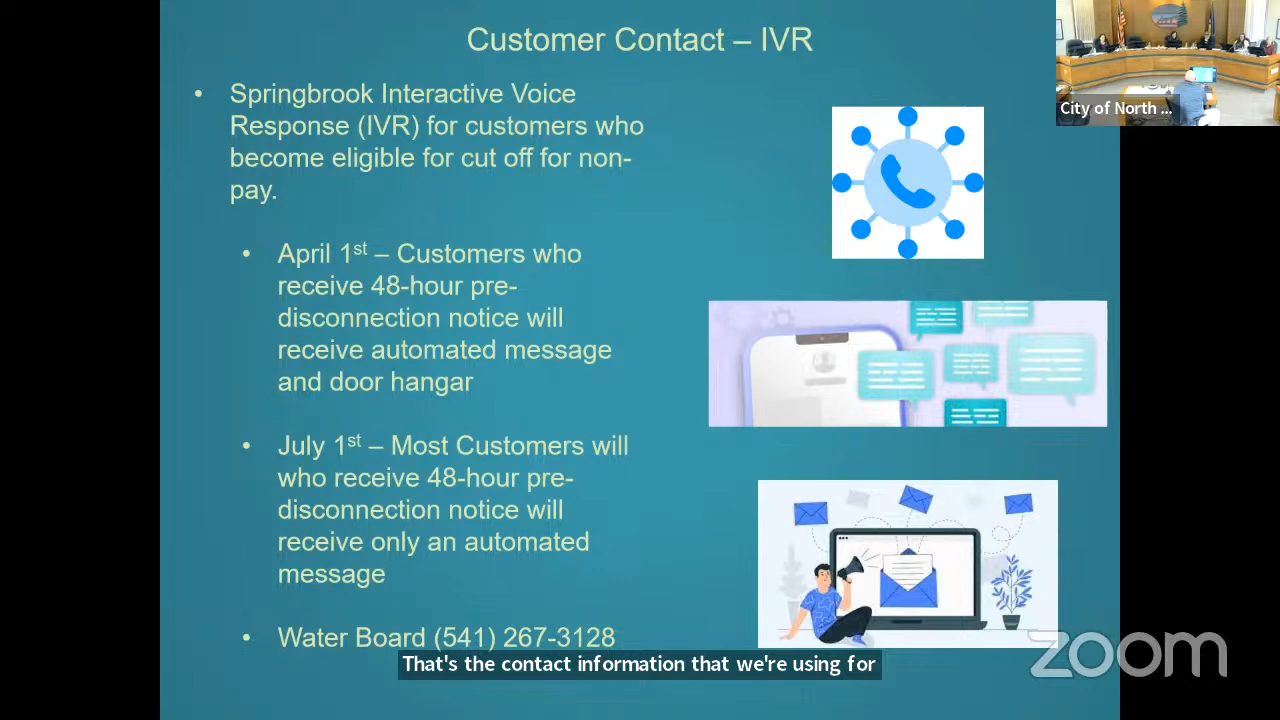 Customer Contact – IVR
• Springbrook Interactive Voice
Response (IVR) for customers who
become eligible for cut off for non-
pay.
• April 1st – Customers who
receive 48-hour pre-
disconnection notice will
receive automated message
and door hangar
• July 1st – Most Customers will
who receive 48-hour pre-
disconnection notice will
receive only an automated
message
• Water Board (541) 267-3128
City of North ...
That's the contact information that we're using for
zoom